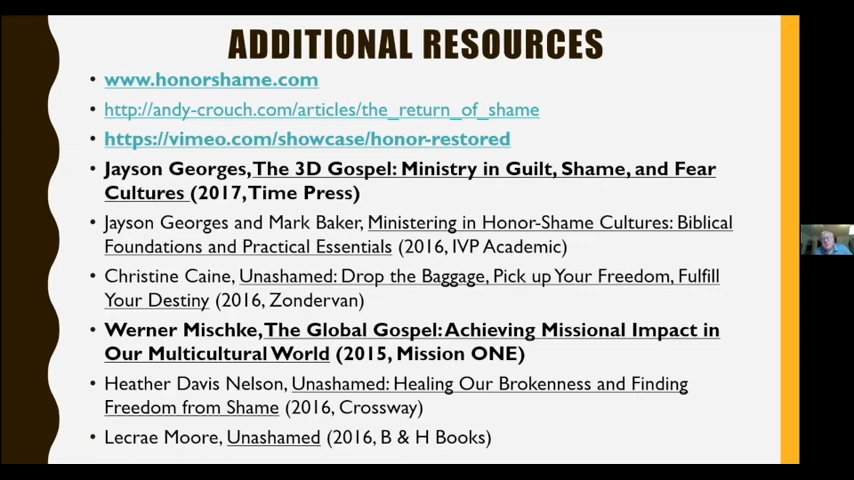 ADDITIONAL RESOURCES
• www.honorshame.com
• http://andy-crouch.com/articles/the_return_of_shame
• https://vimeo.com/showcase/honor-restored
• Jayson Georges, The 3D Gospel: Ministry in Guilt, Shame, and Fear
Cultures (2017, Time Press)
• Jayson Georges and Mark Baker, Ministering in Honor-Shame Cultures: Biblical
Foundations and Practical Essentials (2016, IVP Academic)
• Christine Caine, Unashamed: Drop the Baggage, Pick up Your Freedom, Fulfill
Your Destiny (2016, Zondervan)
• Werner Mischke, The Global Gospel: Achieving Missional Impact in
Our Multicultural World (2015, Mission ONE)
• Heather Davis Nelson, Unashamed: Healing Our Brokenness and Finding
Freedom from Shame (2016, Crossway)
• Lecrae Moore, Unashamed (2016, B & H Books)